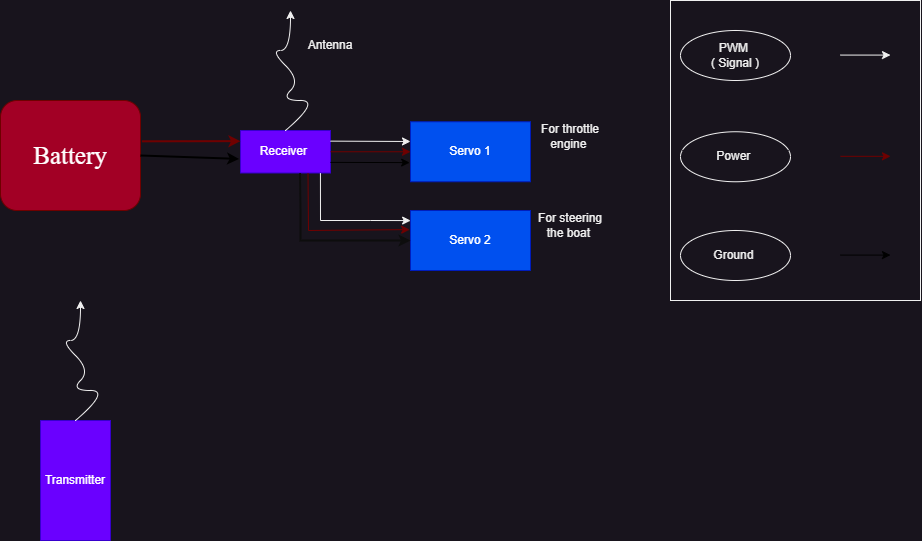 Antenna
Battery
Receiver
Servo 1
For throttle
engine
Servo 2
For steering
the boat
Transmitter
PWM
( Signal )
Power
Ground